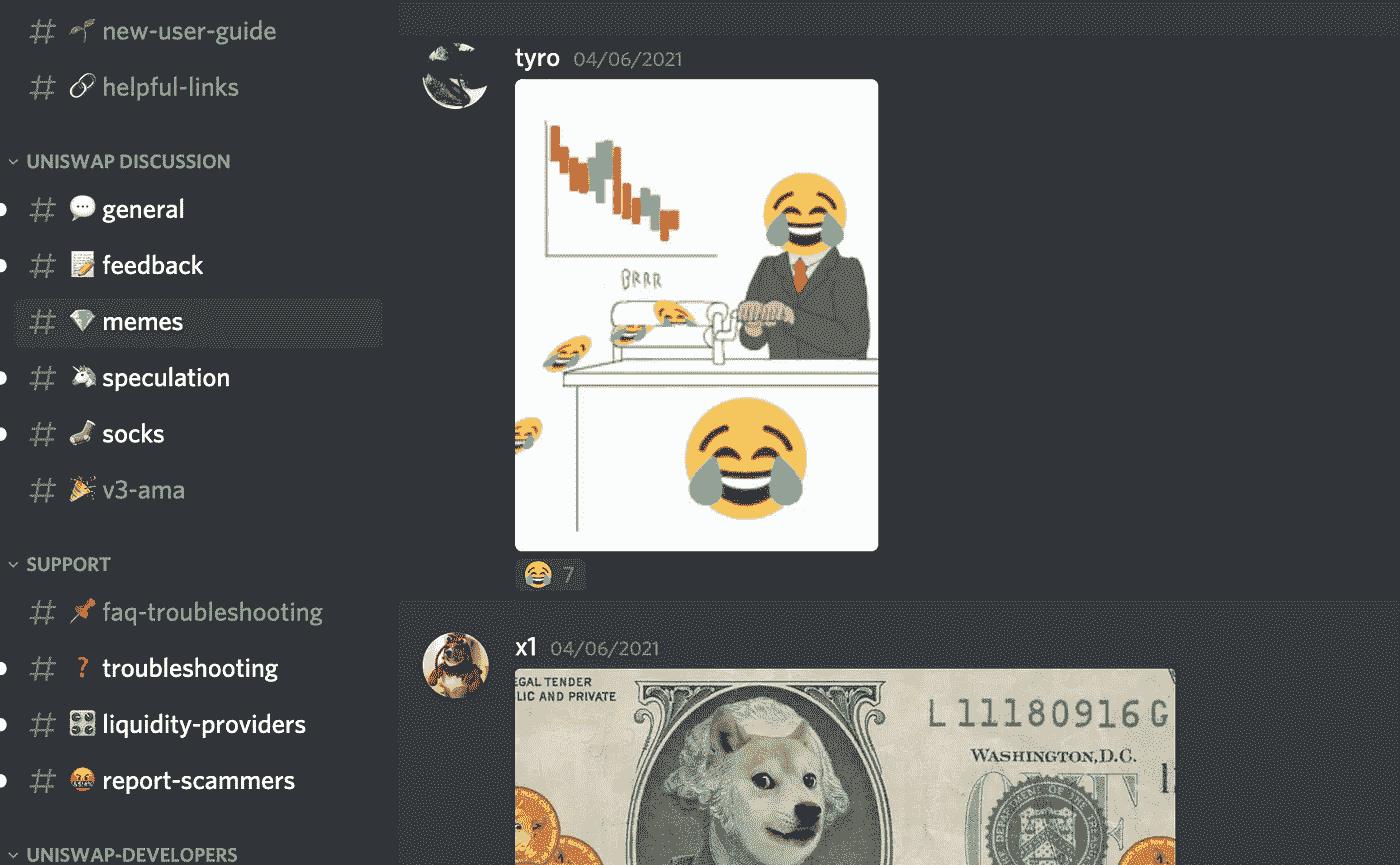 # new-user-guide
# helpful-links
UNISWAP DISCUSSION
# general
# feedback
# memes
# speculation
# socks
# v3-ama
SUPPORT
# faq-troubleshooting
# troubleshooting
# liquidity-providers
# report-scammers
UNISWAP-DEVELOPERS
tyro 04/06/2021
BRRR
7
x1 04/06/2021
EGAL TENDER
LIC AND PRIVATE
L11180916G
WASHINGTON, D.C.